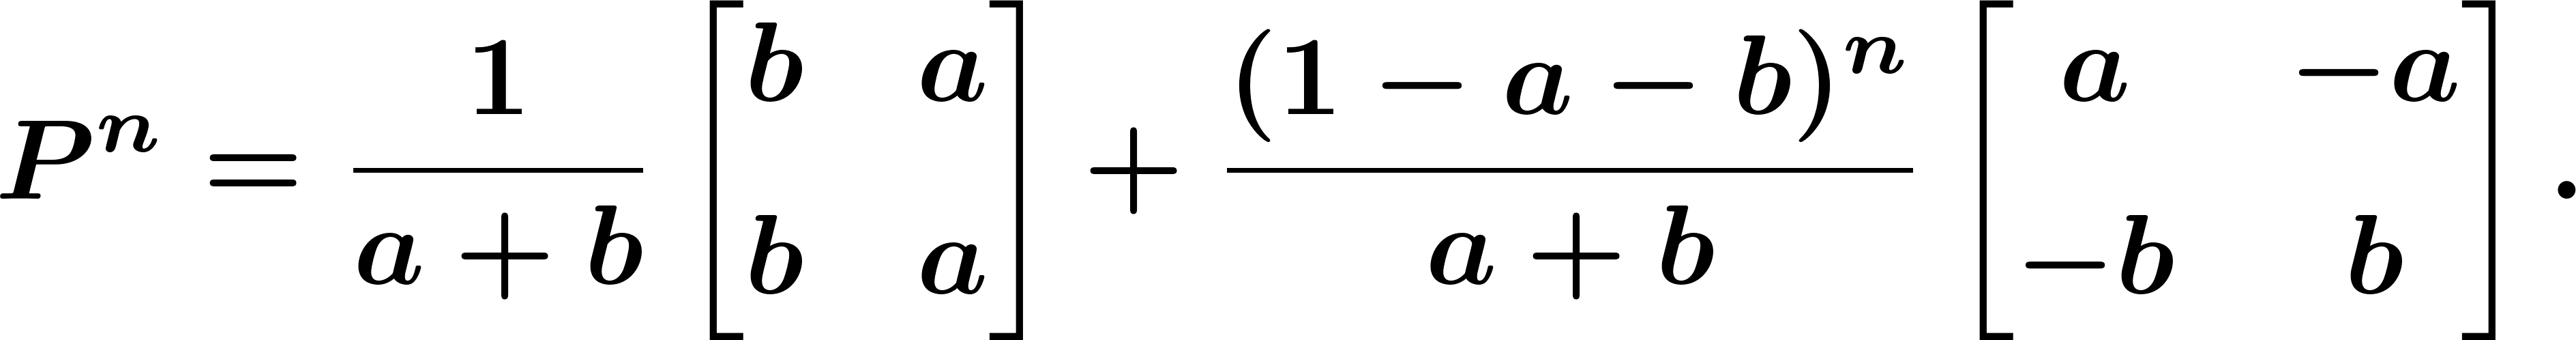 $P^n = \frac{1}{a+b} \begin{bmatrix} b & a \\ b & a \end{bmatrix} + \frac{(1-a-b)^n}{a+b} \begin{bmatrix} a & -a \\ -b & b \end{bmatrix}.$